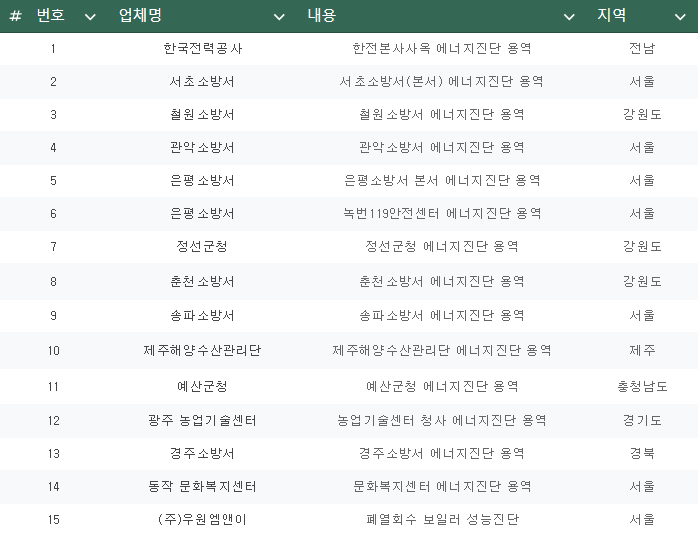 # 번호 업체명 내용 지역
1 한국전력공사 한전본사사옥 에너지진단 용역 전남
2 서초소방서 서초소방서(본서) 에너지진단 용역 서울
3 철원소방서 철원소방서 에너지진단 용역 강원도
4 관악소방서 관악소방서 에너지진단 용역 서울
5 은평소방서 은평소방서 본서 에너지진단 용역 서울
6 은평소방서 녹번119안전센터 에너지진단 용역 서울
7 정선군청 정선군청 에너지진단 용역 강원도
8 춘천소방서 춘천소방서 에너지진단 용역 강원도
9 송파소방서 송파소방서 에너지진단 용역 서울
10 제주해양수산관리단 제주해양수산관리단 에너지진단 용역 제주
11 예산군청 예산군청 에너지진단 용역 충청남도
12 광주 농업기술센터 농업기술센터 청사 에너지진단 용역 경기도
13 경주소방서 경주소방서 에너지진단 용역 경북
14 동작 문화복지센터 문화복지센터 에너지진단 용역 서울
15 (주)우원엠앤이 폐열회수 보일러 성능진단 서울